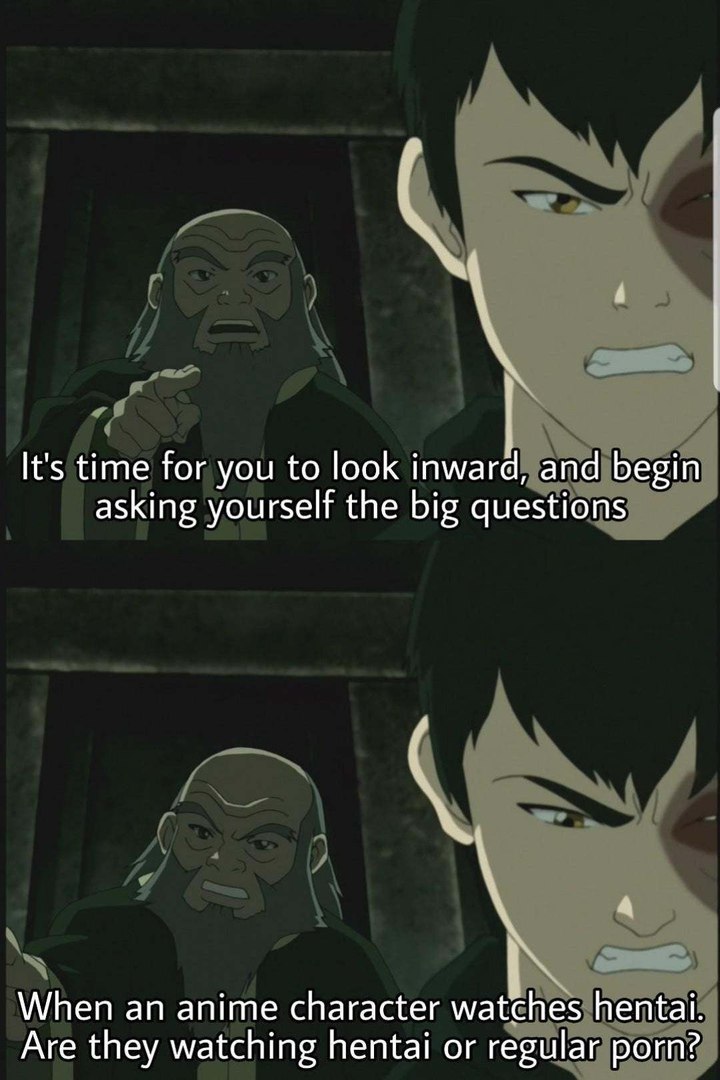 It's time for you to look inward, and begin
asking yourself the big questions
When an anime character watches hentai.
Are they watching hentai or regular porn?